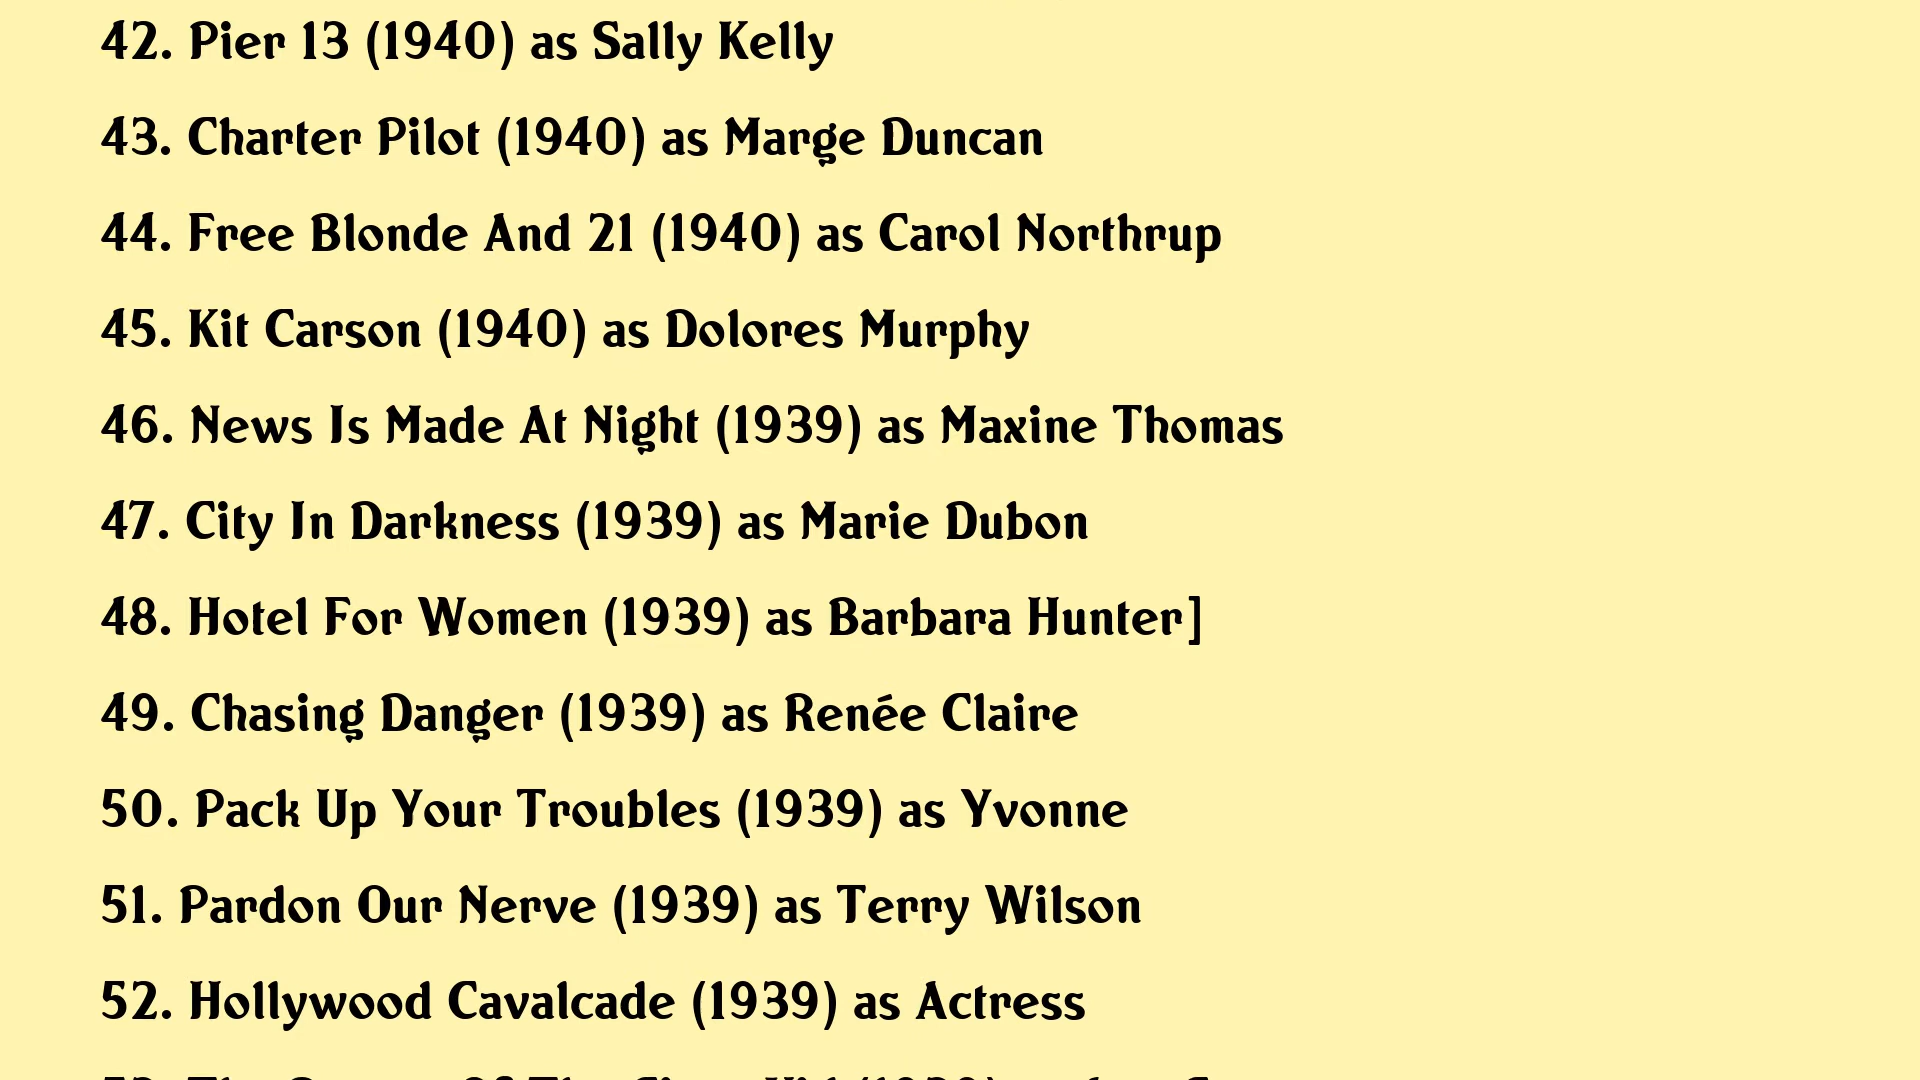 42. Pier 13 (1940) as Sally Kelly
43. Charter Pilot (1940) as Marge Duncan
44. Free Blonde And 21 (1940) as Carol Northrup
45. Kit Carson (1940) as Dolores Murphy
46. News Is Made At Night (1939) as Maxine Thomas
47. City In Darkness (1939) as Marie Dubon
48. Hotel For Women (1939) as Barbara Hunter]
49. Chasing Danger (1939) as Renée Claire
50. Pack Up Your Troubles (1939) as Yvonne
51. Pardon Our Nerve (1939) as Terry Wilson
52. Hollywood Cavalcade (1939) as Actress